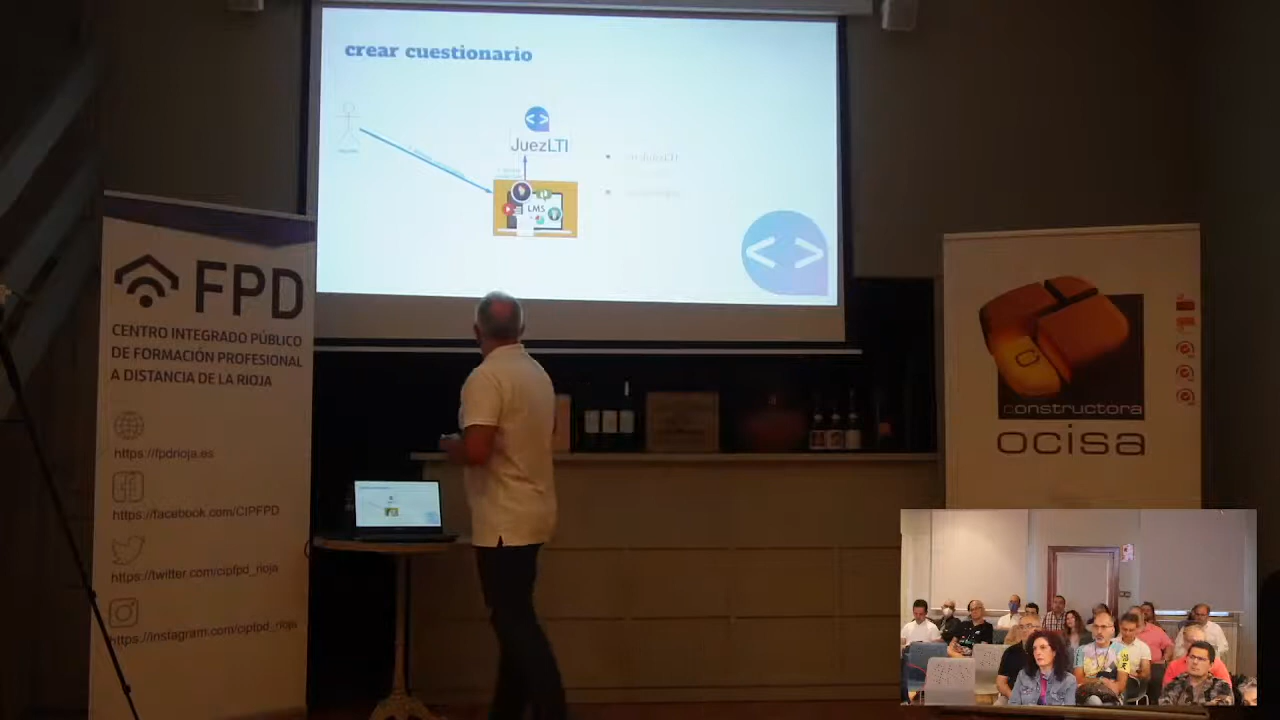 crear cuestionario
JuezLTI
LMS
FPD
CENTRO INTEGRADO PÚBLICO
DE FORMACIÓN PROFESIONAL
A DISTANCIA DE LA RIOJA
https://fpdrioja.es
https://facebook.com/CIPFPD
https://twitter.com/cipfpd_rioja
https://instagram.com/cipfpd_rioja
constructora
ocisa